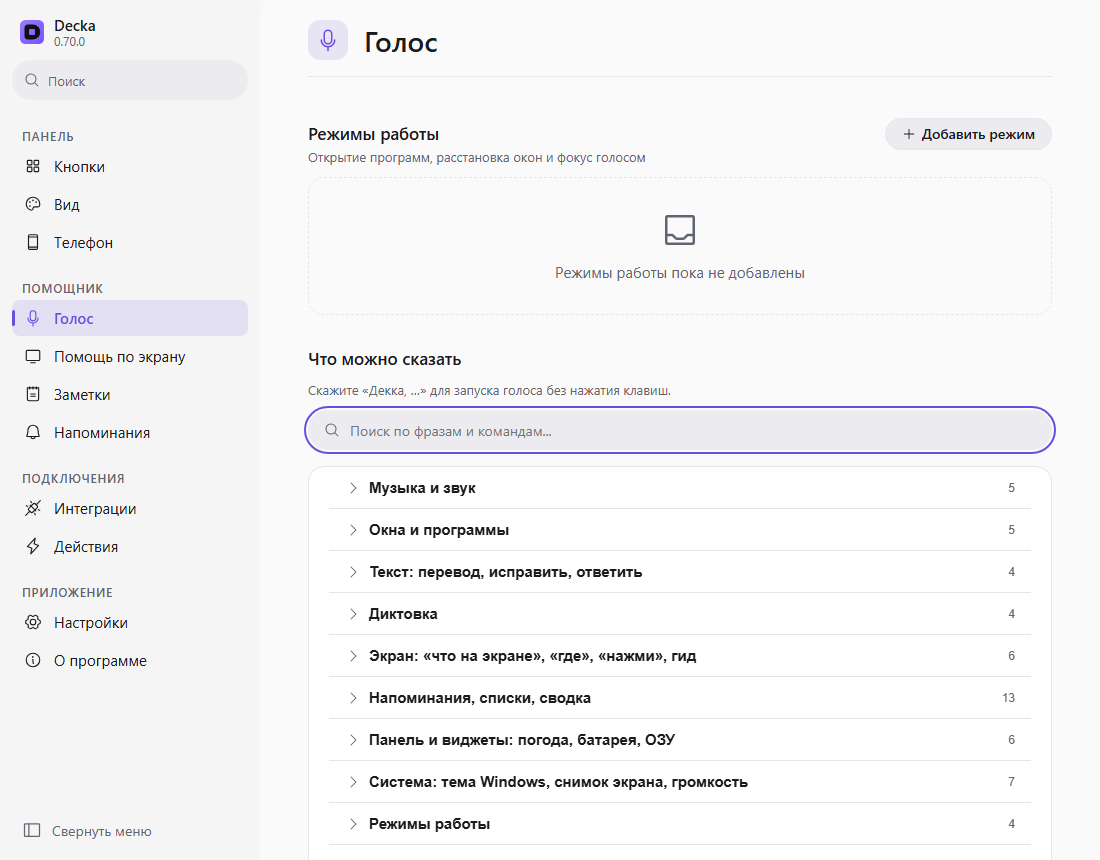 Decka
0.70.0
Поиск
ПАНЕЛЬ
Кнопки
Вид
Телефон
ПОМОЩНИК
Голос
Помощь по экрану
Заметки
Напоминания
ПОДКЛЮЧЕНИЯ
Интеграции
Действия
ПРИЛОЖЕНИЕ
Настройки
О программе
Свернуть меню
Голос
Режимы работы
Добавить режим
Открытие программ, расстановка окон и фокус голосом
Режимы работы пока не добавлены
Что можно сказать
Скажите «Декка, ...» для запуска голоса без нажатия клавиш.
Поиск по фразам и командам...
Музыка и звук 5
Окна и программы 5
Текст: перевод, исправить, ответить 4
Диктовка 4
Экран: «что на экране», «где», «нажми», гид 6
Напоминания, списки, сводка 13
Панель и виджеты: погода, батарея, ОЗУ 6
Система: тема Windows, снимок экрана, громкость 7
Режимы работы 4